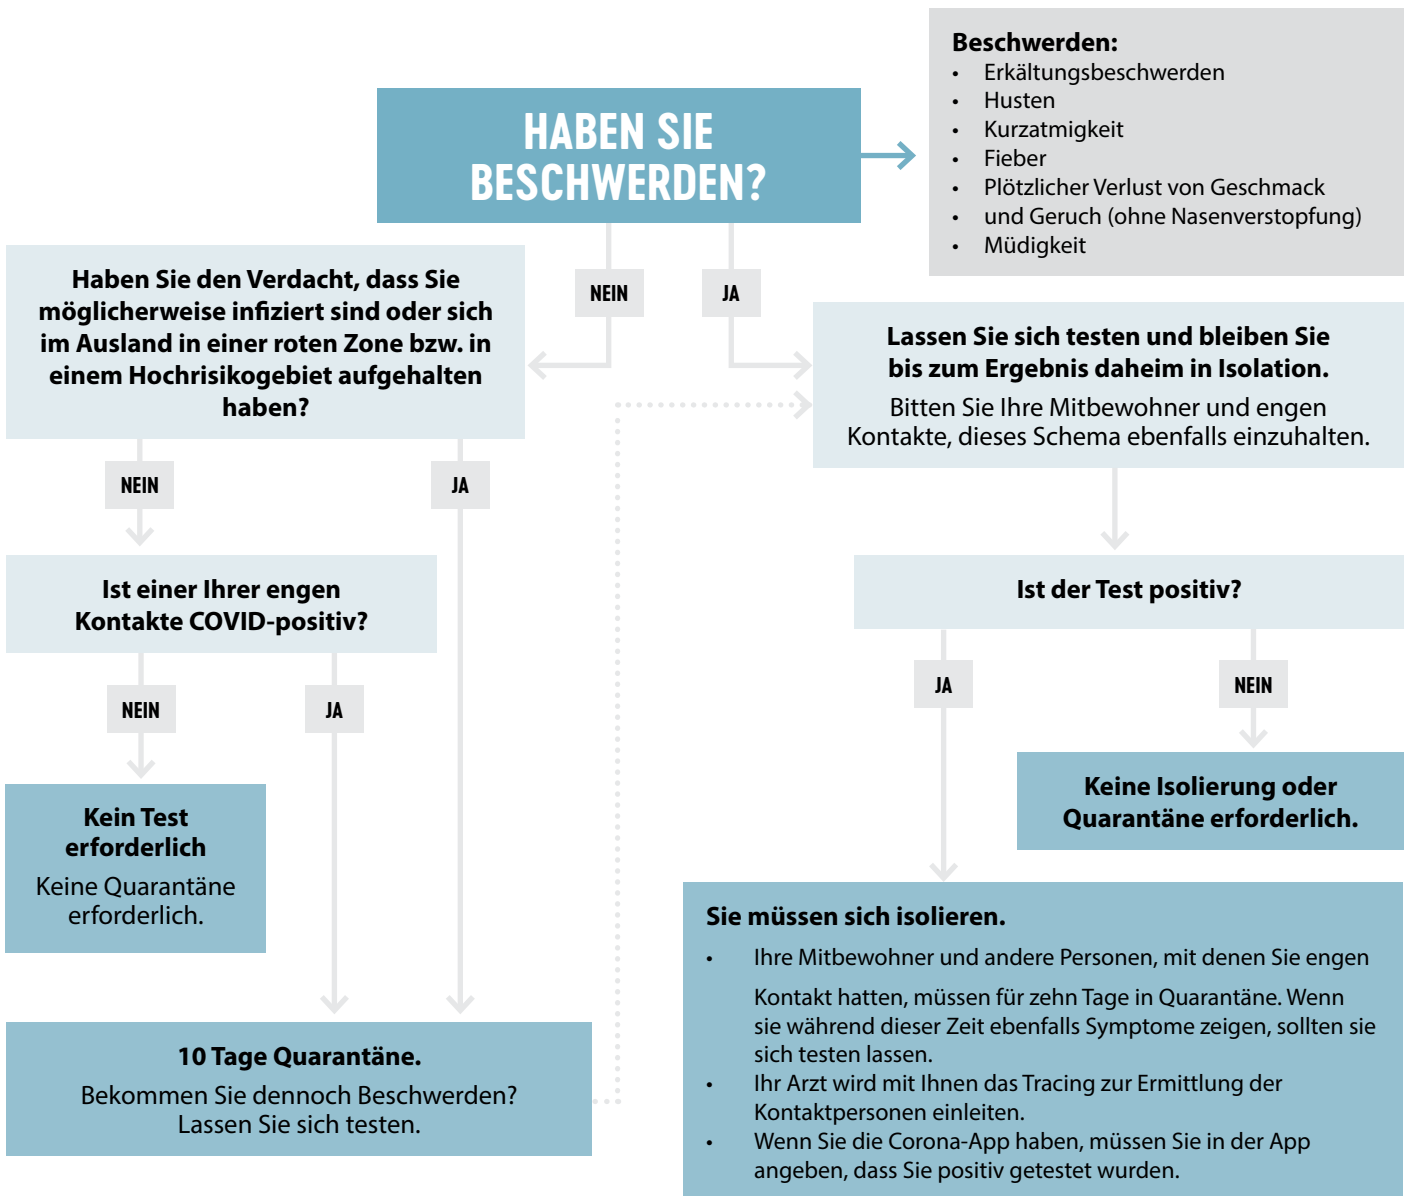 HABEN SIE
BESCHWERDEN?
Beschwerden:
• Erkältungsbeschwerden
• Husten
• Kurzatmigkeit
• Fieber
• Plötzlicher Verlust von Geschmack
• und Geruch (ohne Nasenverstopfung)
• Müdigkeit
NEIN
JA
Haben Sie den Verdacht, dass Sie
möglicherweise infiziert sind oder sich
im Ausland in einer roten Zone bzw. in
einem Hochrisikogebiet aufgehalten
haben?
NEIN
JA
Ist einer Ihrer engen
Kontakte COVID-positiv?
NEIN
JA
Kein Test
erforderlich
Keine Quarantäne
erforderlich.
10 Tage Quarantäne.
Bekommen Sie dennoch Beschwerden?
Lassen Sie sich testen.
Lassen Sie sich testen und bleiben Sie
bis zum Ergebnis daheim in Isolation.
Bitten Sie Ihre Mitbewohner und engen
Kontakte, dieses Schema ebenfalls einzuhalten.
Ist der Test positiv?
JA
NEIN
Keine Isolierung oder
Quarantäne erforderlich.
Sie müssen sich isolieren.
• Ihre Mitbewohner und andere Personen, mit denen Sie engen
Kontakt hatten, müssen für zehn Tage in Quarantäne. Wenn
sie während dieser Zeit ebenfalls Symptome zeigen, sollten sie
sich testen lassen.
• Ihr Arzt wird mit Ihnen das Tracing zur Ermittlung der
Kontaktpersonen einleiten.
• Wenn Sie die Corona-App haben, müssen Sie in der App
angeben, dass Sie positiv getestet wurden.